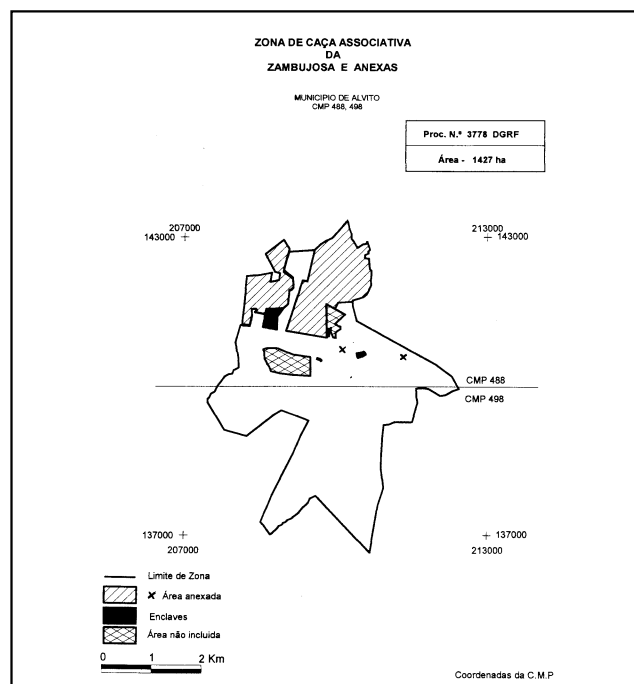 ZONA DE CAÇA ASSOCIATIVA
DA
ZAMBUJOSA E ANEXAS
MUNICIPIO DE ALVITO
CMP 488, 498
Proc. N.º 3778 DGRF
Área - 1427 ha
207000
143000
213000
143000
CMP 488
CMP 498
137000
207000
137000
213000
Limite de Zona
Área anexada
Enclaves
Área não incluida
0 1 2 Km
Coordenadas da C.M.P